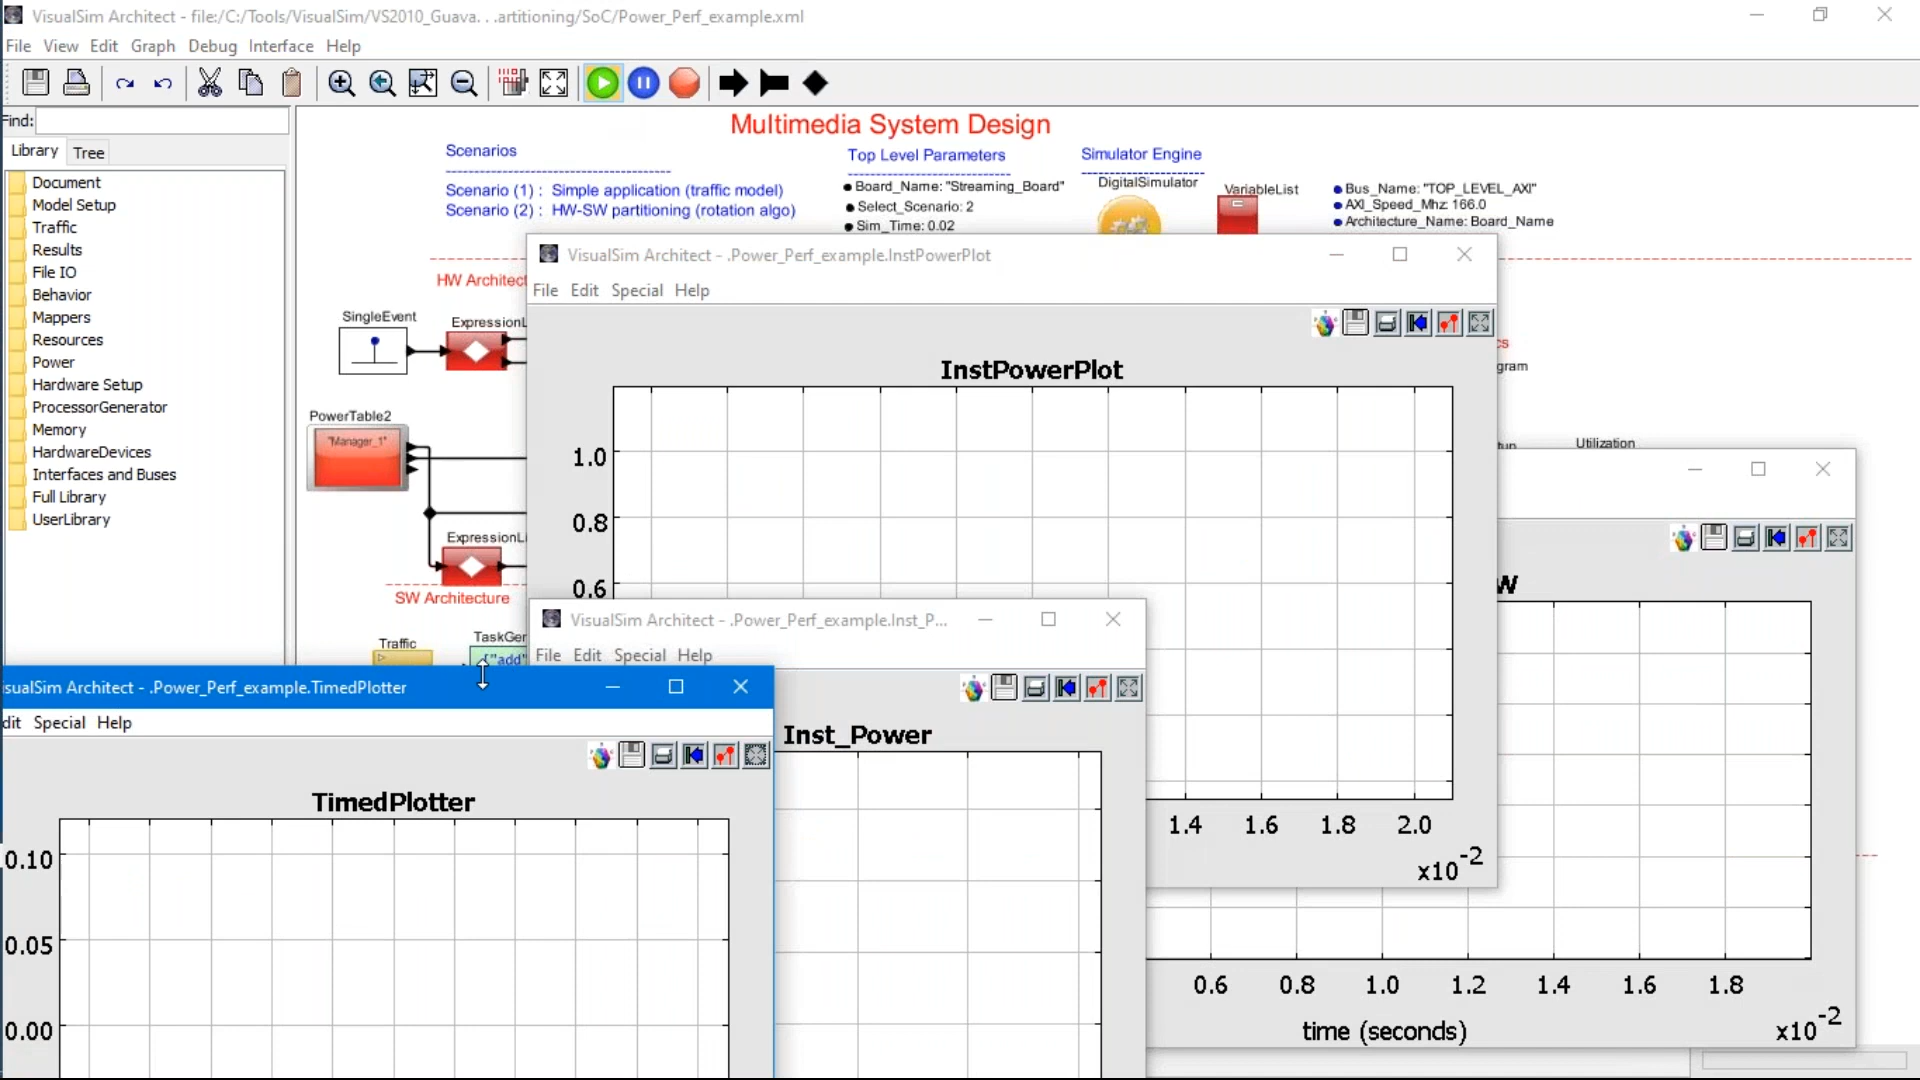 VisualSim Architect - file:/C:/Tools/VisualSim/VS2010_Guava. . .artitioning/SoC/Power_Perf_example.xml
File View Edit Graph Debug Interface Help
Find:
Library Tree
Document
Model Setup
Traffic
Results
File IO
Behavior
Mappers
Resources
Power
Hardware Setup
ProcessorGenerator
Memory
HardwareDevices
Interfaces and Buses
Full Library
UserLibrary
Multimedia System Design
Scenarios
Scenario (1) : Simple application (traffic model)
Scenario (2) : HW-SW partitioning (rotation algo)
Top Level Parameters
Board_Name: "Streaming_Board"
Select_Scenario: 2
Sim_Time: 0.02
Simulator Engine
DigitalSimulator
VariableList
Bus_Name: "TOP_LEVEL_AXI"
AXI_Speed_Mhz: 166.0
Architecture_Name: Board_Name
HW Architect
SingleEvent
ExpressionL
PowerTable2
"Manager_1"
ExpressionLi
SW Architecture
Traffic
TaskGer
{"add"
VisualSim Architect - .Power_Perf_example.InstPowerPlot
File Edit Special Help
InstPowerPlot
1.0
0.8
0.6
1.4 1.6 1.8 2.0
x10-2
cs
gram
tup
Utilization
W
0.6 0.8 1.0 1.2 1.4 1.6 1.8
time (seconds)
x10-2
VisualSim Architect - .Power_Perf_example.Inst_P...
File Edit Special Help
Inst_Power
isualSim Architect - .Power_Perf_example.TimedPlotter
dit Special Help
TimedPlotter
0.10
0.05
0.00